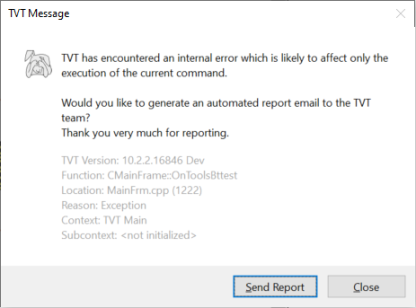 TVT Message
TVT has encountered an internal error which is likely to affect only the
execution of the current command.
Would you like to generate an automated report email to the TVT
team?
Thank you very much for reporting.
TVT Version: 10.2.2.16846 Dev
Function: CMainFrame::OnToolsBttest
Location: MainFrm.cpp (1222)
Reason: Exception
Context: TVT Main
Subcontext: <not initialized>
Send Report
Close